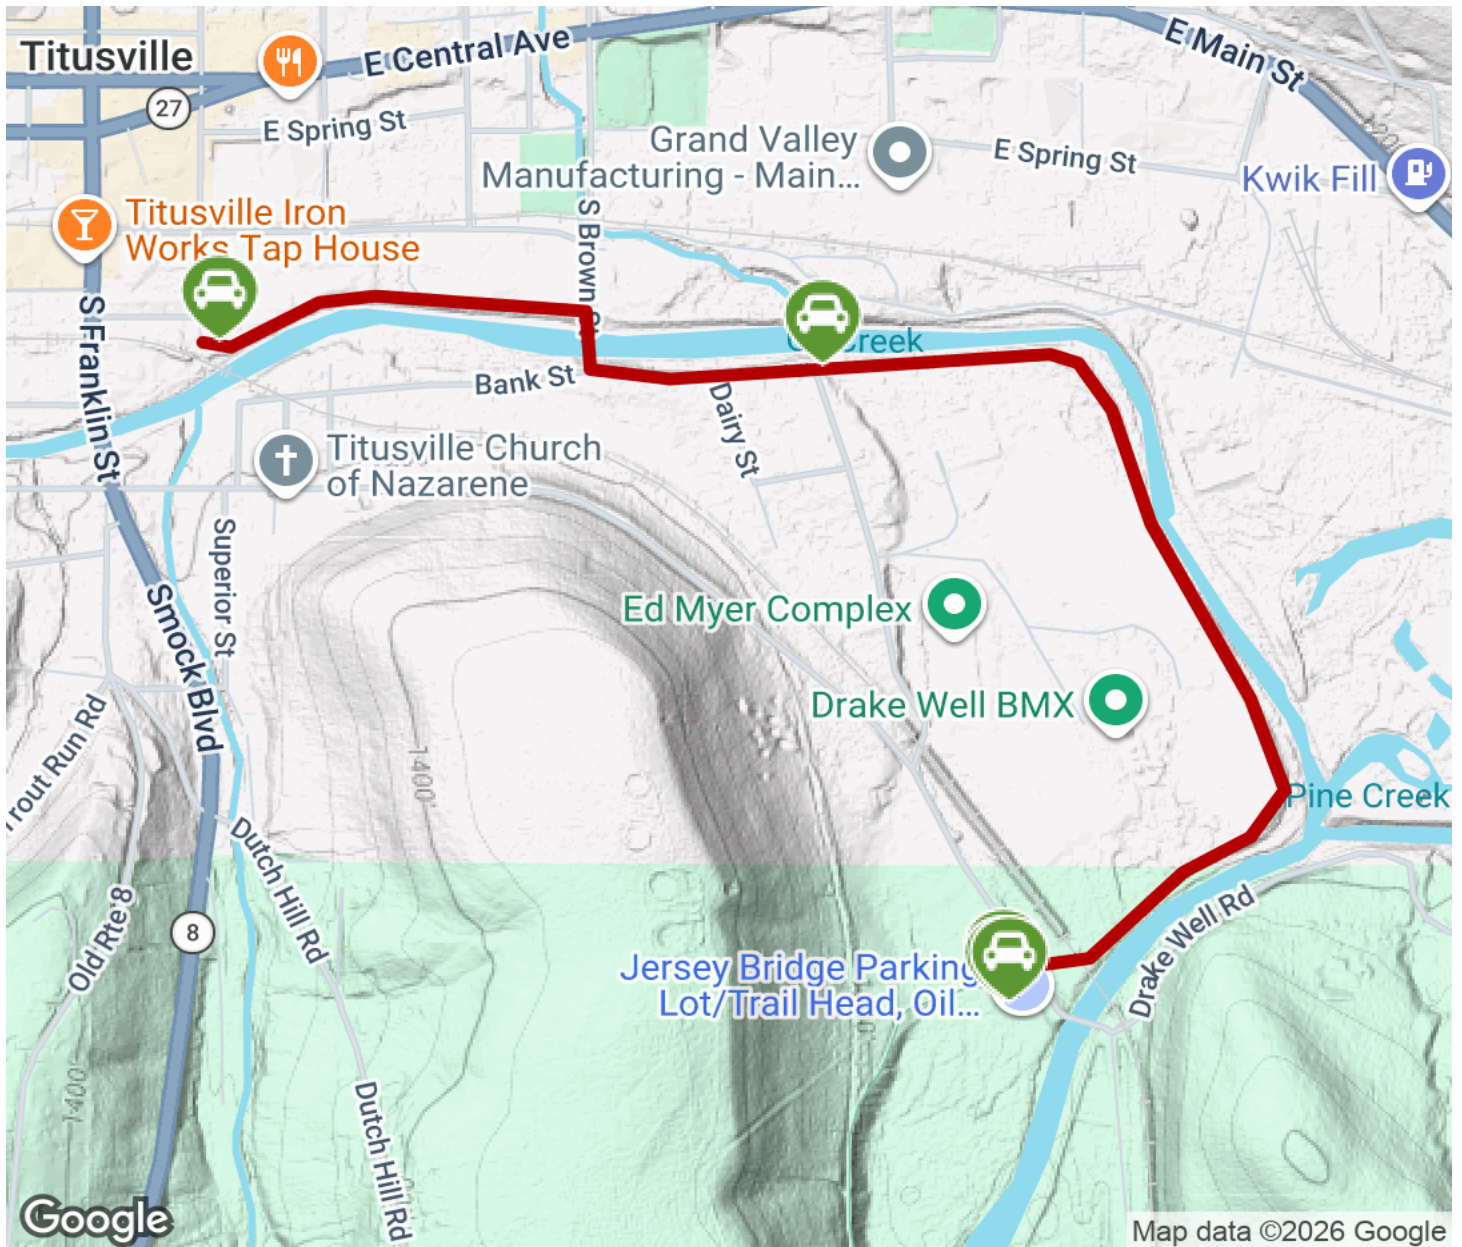 Titusville
E Central Ave
E Main St
27
E Spring St
Grand Valley
Manufacturing - Main...
E Spring St
Kwik Fill
Titusville Iron
Works Tap House
S Brown St
S Franklin St
Creek
Bank St
Dairy St
Titusville Church
of Nazarene
Superior St
Ed Myer Complex
Smock Blvd
Drake Well BMX
Trout Run Rd
1400'
Pine Creek
Dutch Hill Rd
Old Rte 8
8
Drake Well Rd
Jersey Bridge Parking
Lot/Trail Head, Oil...
1400'
Dutch Hill Rd
Google
Map data ©2026 Google